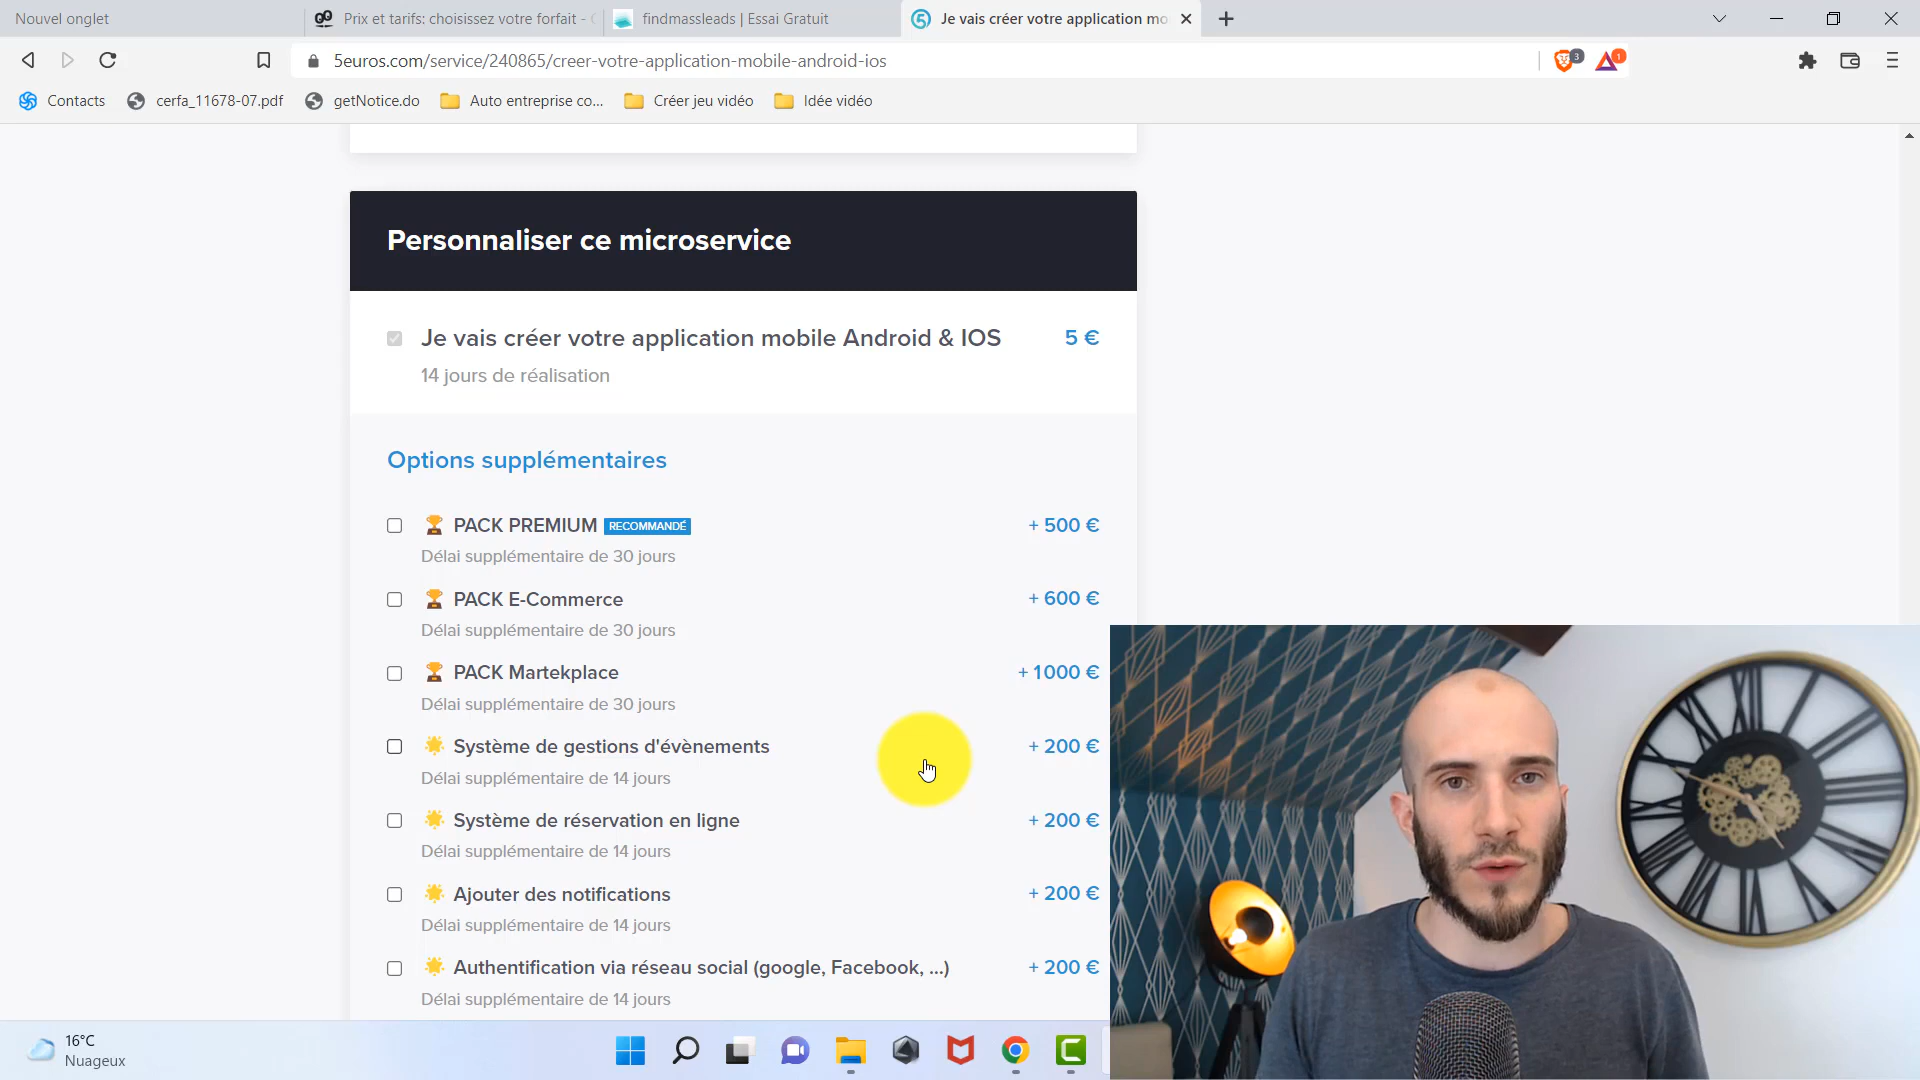 Nouvel onglet
Prix et tarifs: choisissez votre forfait -
findmassleads | Essai Gratuit
Je vais créer votre application mo
5euros.com/service/240865/creer-votre-application-mobile-android-ios
3
1
Contacts
cerfa_11678-07.pdf
getNotice.do
Auto entreprise co...
Créer jeu vidéo
Idée vidéo
Personnaliser ce microservice
Je vais créer votre application mobile Android & IOS 5 €
14 jours de réalisation
Options supplémentaires
PACK PREMIUM RECOMMANDÉ + 500 €
Délai supplémentaire de 30 jours
PACK E-Commerce + 600 €
Délai supplémentaire de 30 jours
PACK Martekplace + 1000 €
Délai supplémentaire de 30 jours
Système de gestions d'évènements + 200 €
Délai supplémentaire de 14 jours
Système de réservation en ligne + 200 €
Délai supplémentaire de 14 jours
Ajouter des notifications + 200 €
Délai supplémentaire de 14 jours
Authentification via réseau social (google, Facebook, ...) + 200 €
Délai supplémentaire de 14 jours
16°C
Nuageux